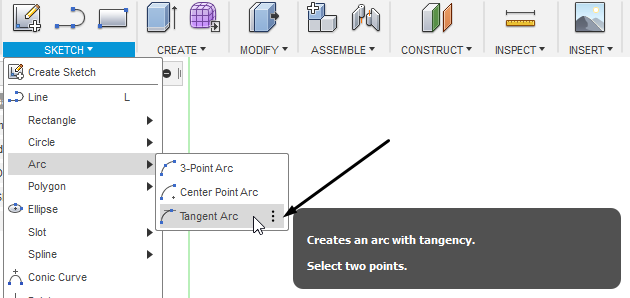 SKETCH CREATE MODIFY ASSEMBLE CONSTRUCT INSPECT INSERT
Create Sketch
Line L
Rectangle
Circle
Arc
3-Point Arc
Polygon
Center Point Arc
Ellipse
Tangent Arc
Slot
Creates an arc with tangency.
Spline
Select two points.
Conic Curve